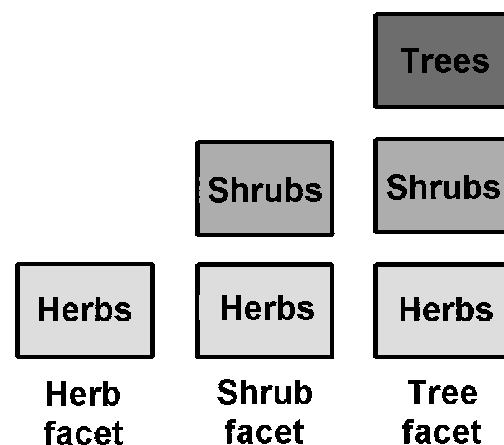 Trees
Shrubs Shrubs
Herbs Herbs Herbs
Herb Shrub Tree
facet facet facet